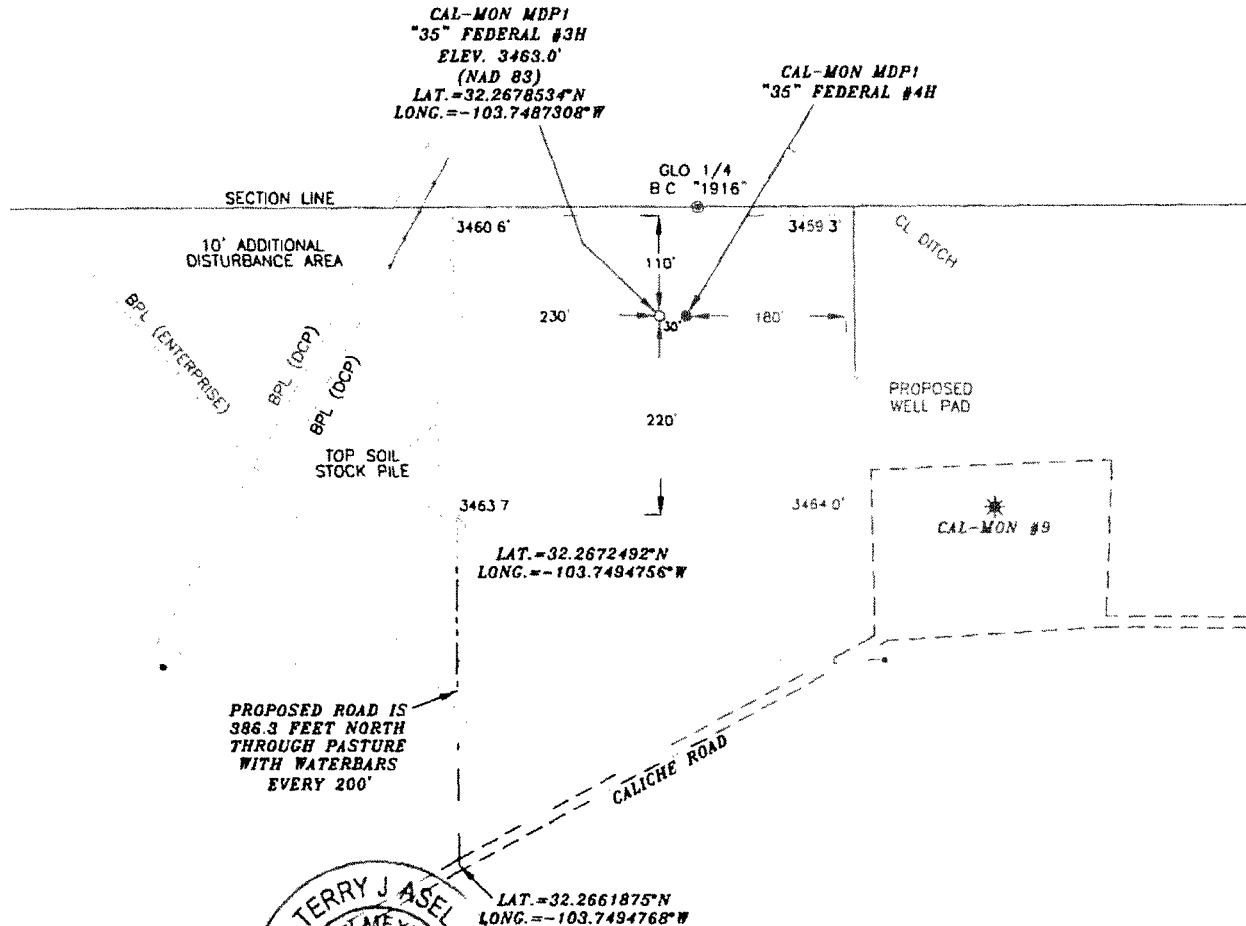 CAL-MON MDP1
"35" FEDERAL #3H
ELEV. 3463.0'
(NAD 83)
LAT.=32.2678534°N
LONG.=-103.7487308°W
CAL-MON MDP1
"35" FEDERAL #4H
GLO 1/4
B C "1916"
SECTION LINE
3460 6'
3459 3'
CL DITCH
10' ADDITIONAL
DISTURBANCE AREA
110'
BPL (ENTERPRISE)
BPL (DCP)
BPL (DCP)
230'
30'
180'
PROPOSED
WELL PAD
220'
TOP SOIL
STOCK PILE
3463 7
3464 0'
CAL-MON #9
LAT.=32.2672492°N
LONG.=-103.7494756°W
PROPOSED ROAD IS
386.3 FEET NORTH
THROUGH PASTURE
WITH WATERBARS
EVERY 200'
CALICHE ROAD
TERRY J ASEL
LAT.=32.2661875°N
LONG.=-103.7494768°W